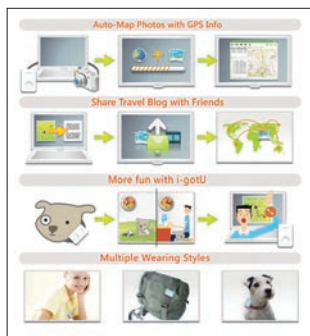 Auto-Map Photos with GPS Info
Share Travel Blog with Friends
More fun with i-gotU
Multiple Wearing Styles